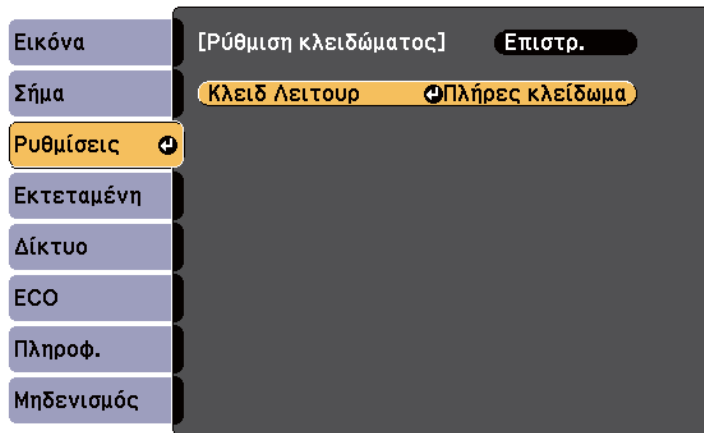 Εικόνα
Σήμα
Ρυθμίσεις
Εκτεταμένη
Δίκτυο
ECO
Πληροφ.
Μηδενισμός
[Ρύθμιση κλειδώματος] Επιστρ.
Κλειδ Λειτουρ Πλήρες κλείδωμα